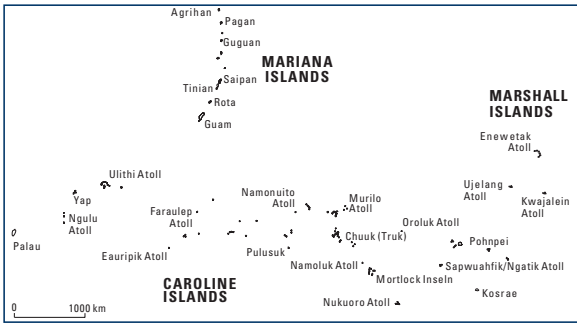 Agrihan
Pagan
Guguan
MARIANA
ISLANDS
Saipan
Tinian
Rota
Guam
MARSHALL
ISLANDS
Enewetak
Atoll
Ulithi Atoll
Yap
Ngulu
Atoll
Palau
Faraulep
Atoll
Eauripik Atoll
Namonuito
Atoll
Murilo
Atoll
Pulusuk
Chuuk (Truk)
Oroluk Atoll
Ujelang
Atoll
Kwajalein
Atoll
Pohnpei
Namoluk Atoll
Mortlock Inseln
Sapwuahfik/Ngatik Atoll
Nukuoro Atoll
Kosrae
CAROLINE
ISLANDS
0 1000 km